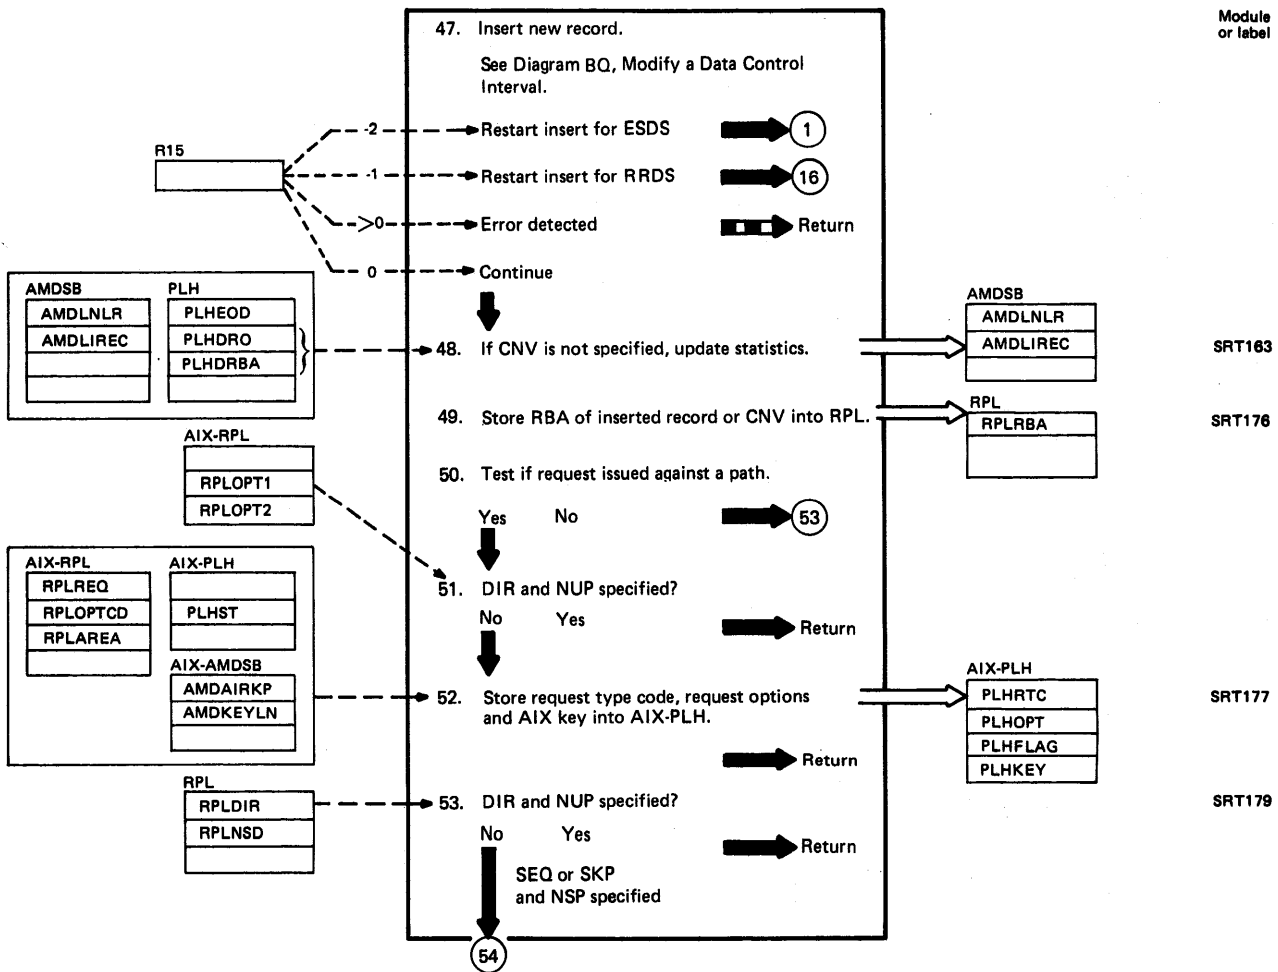 Module
or label
47. Insert new record.
See Diagram BQ, Modify a Data Control
Interval.
-2
Restart insert for ESDS
1
R15
-1
Restart insert for RRDS
16
>0
Error detected
Return
0
Continue
AMDSB
PLH
AMDLNLR
PLHEOD
AMDLIREC
PLHDRO
PLHDRBA
48. If CNV is not specified, update statistics.
AMDSB
AMDLNLR
AMDLIREC
SRT163
49. Store RBA of inserted record or CNV into RPL.
RPL
RPLRBA
SRT176
AIX-RPL
RPLOPT1
RPLOPT2
50. Test if request issued against a path.
Yes No
53
AIX-RPL
AIX-PLH
RPLREQ
RPLOPTCD
PLHST
RPLAREA
51. DIR and NUP specified?
No Yes
Return
AIX-AMDSB
AMDAIRKP
AMDKEYLN
52. Store request type code, request options
and AIX key into AIX-PLH.
AIX-PLH
PLHRTC
PLHOPT
PLHFLAG
PLHKEY
SRT177
Return
RPL
RPLDIR
RPLNSD
53. DIR and NUP specified?
SRT179
No Yes
Return
SEQ or SKP
and NSP specified
54